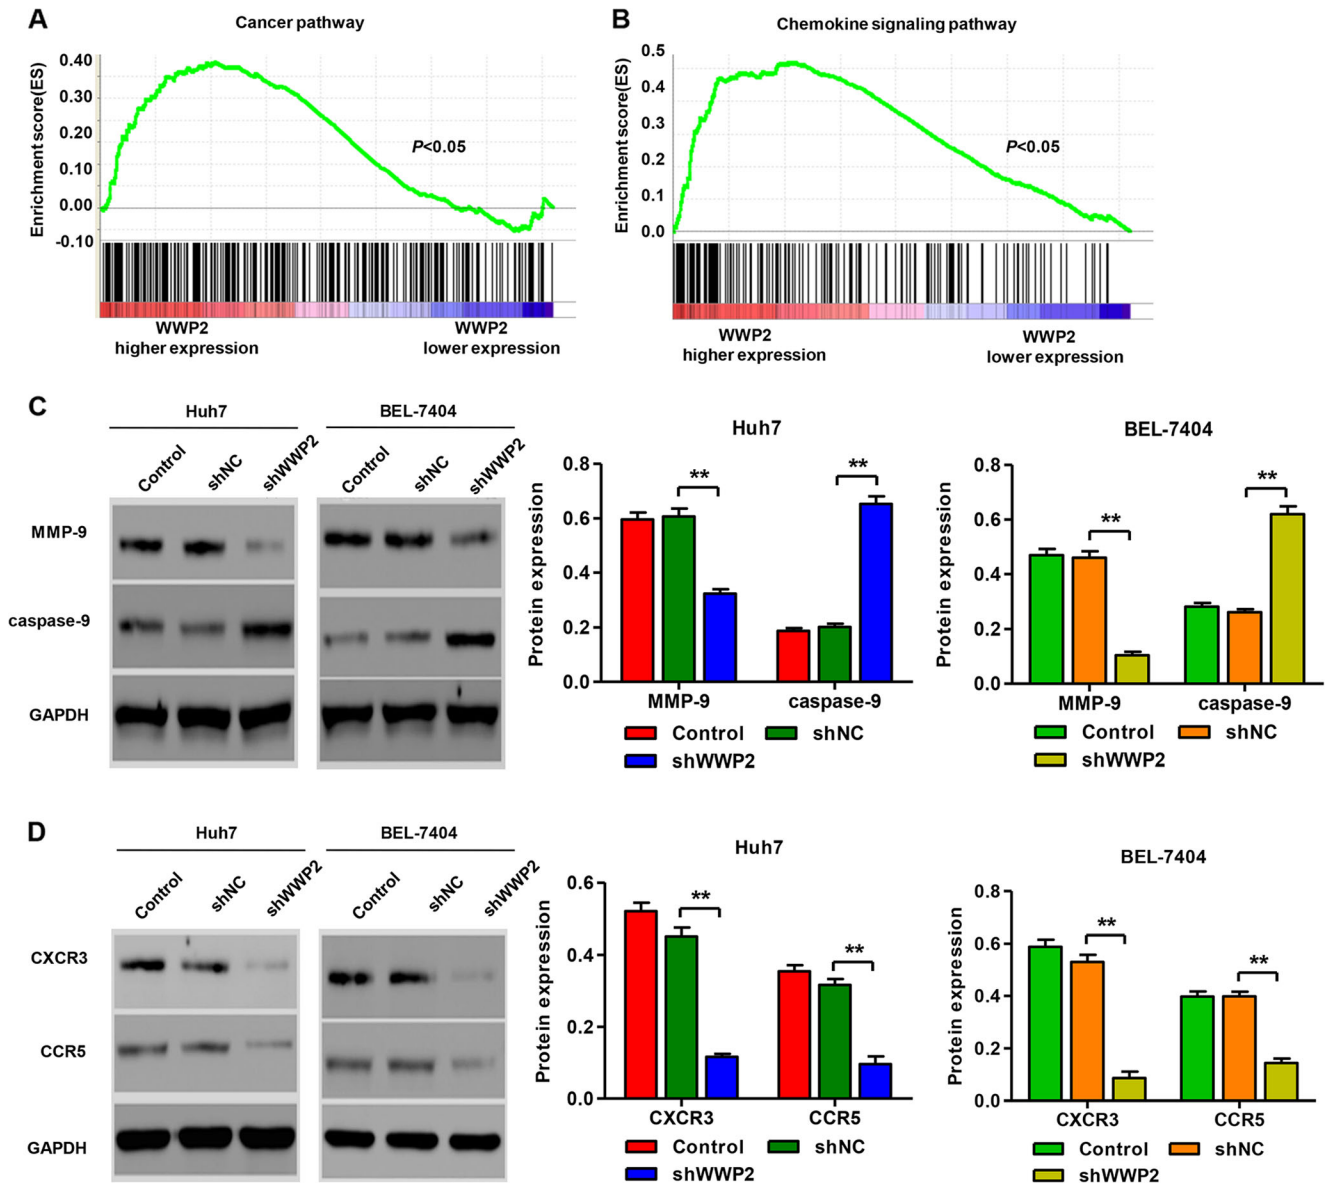 A
Cancer pathway
Enrichment score(ES)
0.40
0.30
0.20
0.10
0.00
-0.10
P<0.05
WWP2
higher expression
WWP2
lower expression
B
Chemokine signaling pathway
Enrichment score(ES)
0.5
0.4
0.3
0.2
0.1
0.0
P<0.05
WWP2
higher expression
WWP2
lower expression
C
Huh7
BEL-7404
Control
shNC
shWWP2
Control
shNC
shWWP2
MMP-9
caspase-9
GAPDH
Huh7
Protein expression
0.8
0.6
0.4
0.2
0.0
**
**
MMP-9
caspase-9
Control
shNC
shWWP2
BEL-7404
Protein expression
0.8
0.6
0.4
0.2
0.0
**
**
MMP-9
caspase-9
Control
shNC
shWWP2
D
Huh7
BEL-7404
Control
shNC
shWWP2
Control
shNC
shWWP2
CXCR3
CCR5
GAPDH
Huh7
Protein expression
0.6
0.4
0.2
0.0
**
**
CXCR3
CCR5
Control
shNC
shWWP2
BEL-7404
Protein expression
0.8
0.6
0.4
0.2
0.0
**
**
CXCR3
CCR5
Control
shNC
shWWP2